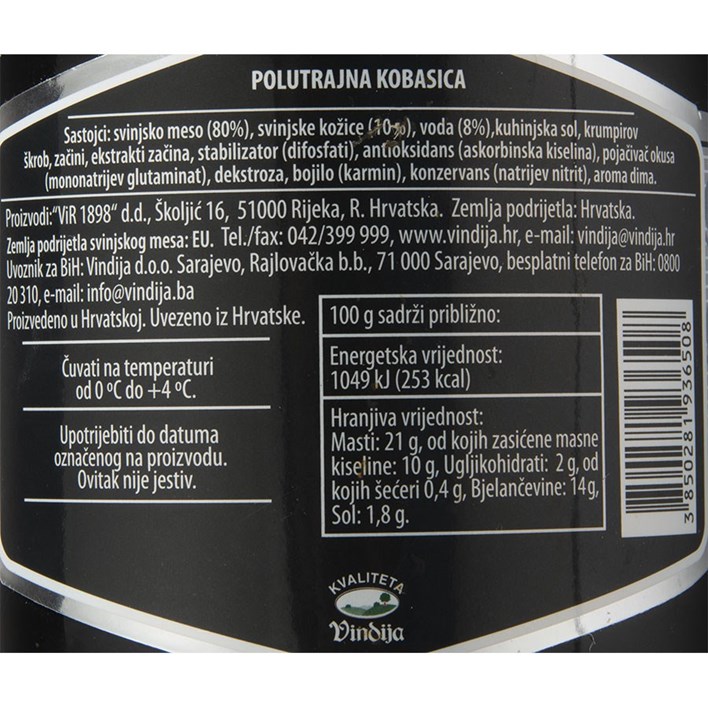 POLUTRAJNA KOBASICA
Sastojci: svinjsko meso (80%), svinjske kožice (10%), voda (8%),kuhinjska sol, krumpirov
škrob, začini, ekstrakti začina, stabilizator (difosfati), antioksidans (askorbinska kiselina), pojačivač okusa
(mononatrijev glutaminat), dekstroza, bojilo (karmin), konzervans (natrijev nitrit), aroma dima.
Proizvodi:"ViR 1898" d.d., Školjić 16, 51000 Rijeka, R. Hrvatska. Zemlja podrijetla: Hrvatska.
Zemlja podrijetla svinjskog mesa: EU. Tel./fax: 042/399 999, www.vindija.hr, e-mail: vindija@vindija.hr
Uvoznik za BiH: Vindija d.o.o. Sarajevo, Rajlovačka b.b., 71 000 Sarajevo, besplatni telefon za BiH: 0800
20 310, e-mail: info@vindija.ba
Proizvedeno u Hrvatskoj. Uvezeno iz Hrvatske.
Čuvati na temperaturi
od 0 ºC do +4 ºC.
Upotrijebiti do datuma
označenog na proizvodu.
Ovitak nije jestiv.
100 g sadrži približno:
Energetska vrijednost:
1049 kJ (253 kcal)
Hranjiva vrijednost:
Masti: 21 g, od kojih zasićene masne
kiseline: 10 g, Ugljikohidrati: 2 g, od
kojih šećeri 0,4 g, Bjelančevine: 14 g,
Sol: 1,8 g.
3 850281 936508
KVALITETA
Vindija